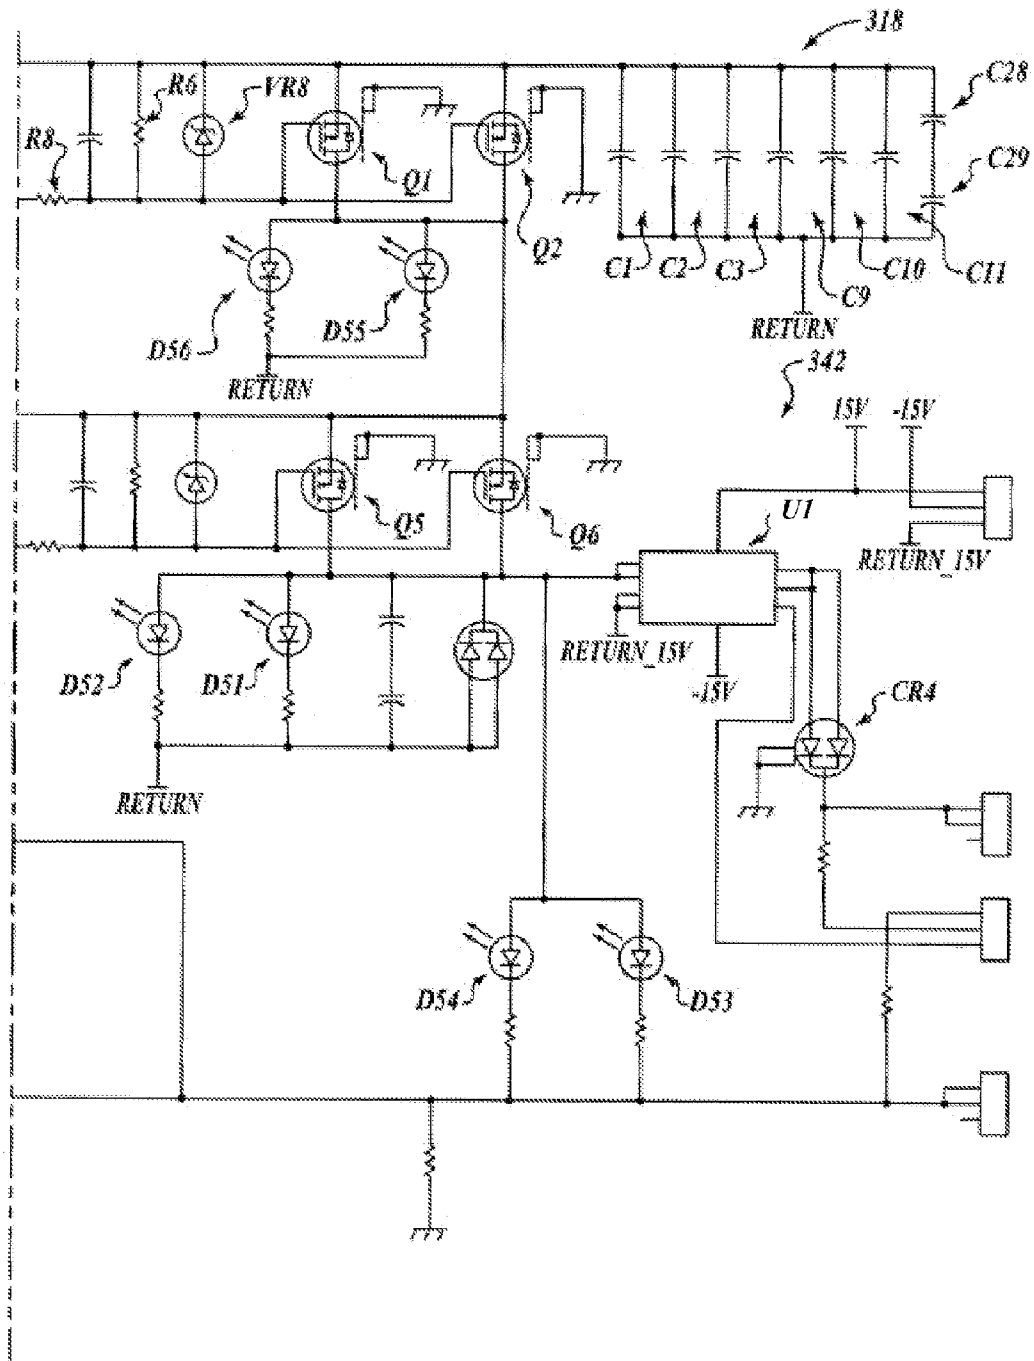 318
R8
R6
VR8
Q1
Q2
C28
C29
C1
C2
C3
C9
C10
C11
RETURN
D56
D55
RETURN
342
15V
-15V
Q5
Q6
U1
RETURN_15V
RETURN_15V
-15V
D52
D51
CR4
RETURN
D54
D53